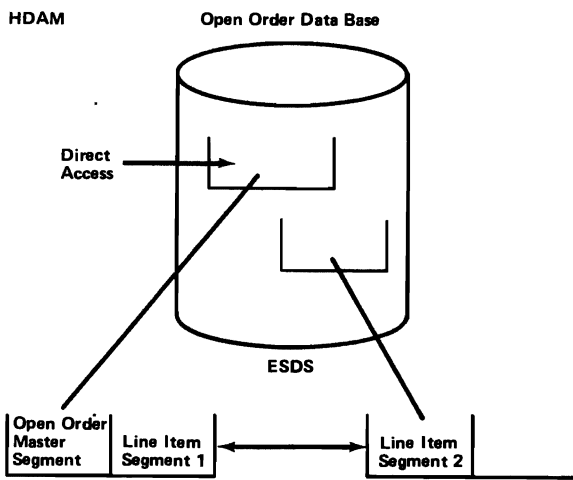 HDAM
Open Order Data Base
Direct
Access
ESDS
Open Order
Master
Segment
Line Item
Segment 1
Line Item
Segment 2